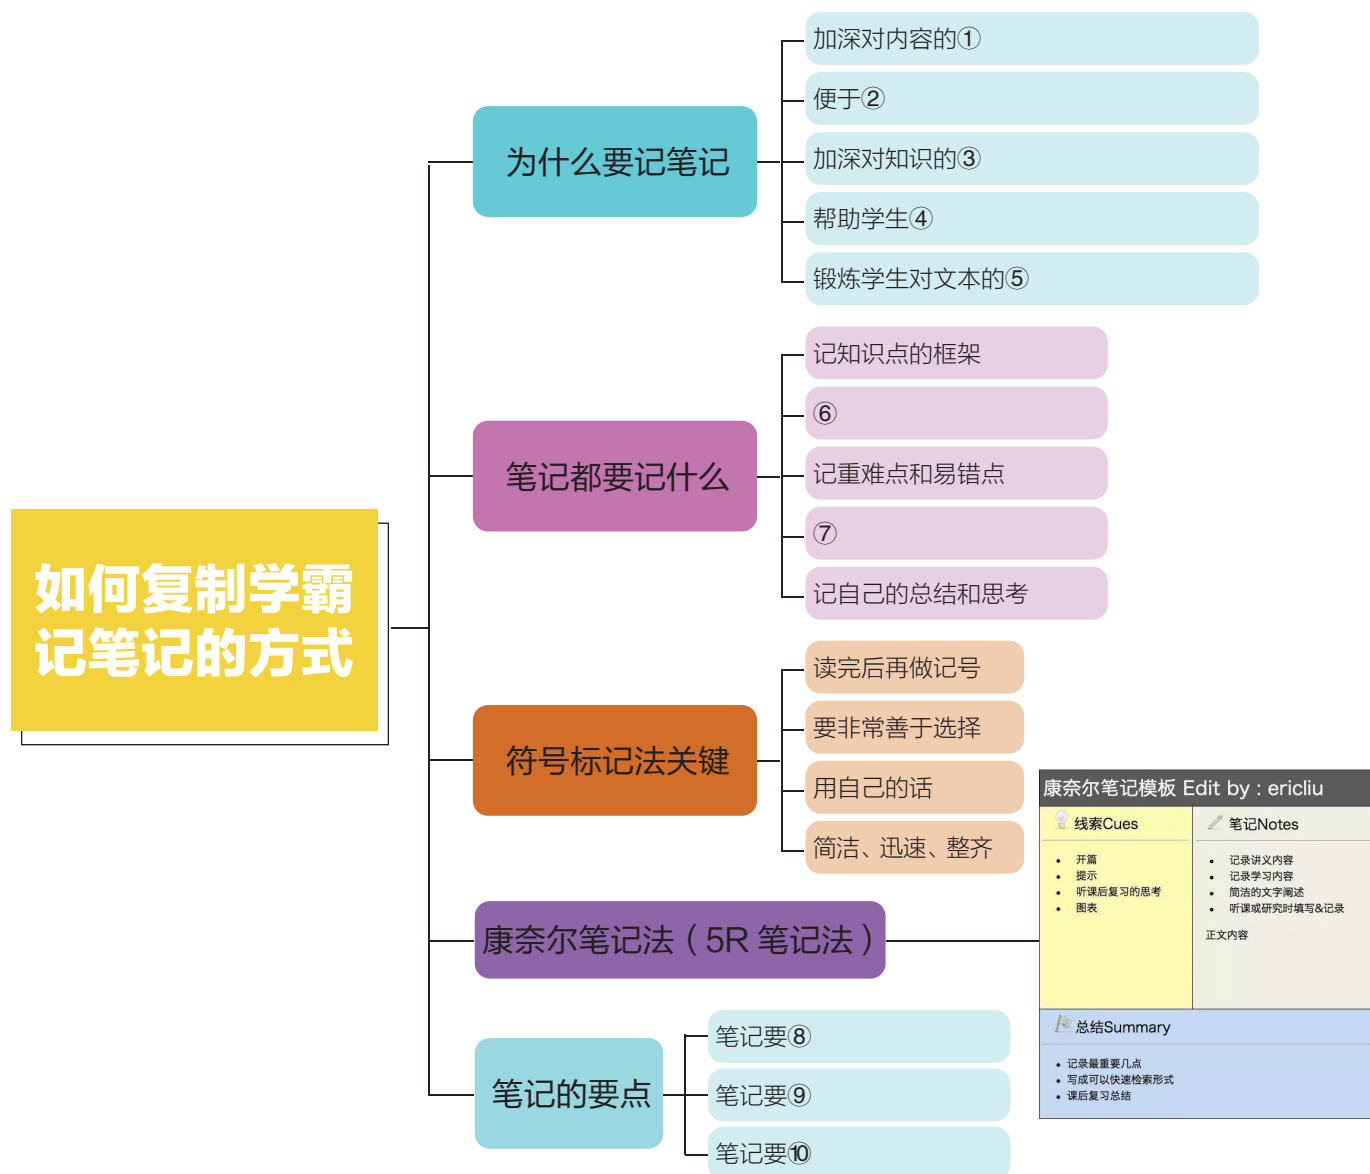 如何复制学霸
记笔记的方式
为什么要记笔记
加深对内容的①
便于②
加深对知识的③
帮助学生④
锻炼学生对文本的⑤
笔记都要记什么
记知识点的框架
⑥
记重难点和易错点
⑦
记自己的总结和思考
符号标记法关键
读完后再做记号
要非常善于选择
用自己的话
简洁、迅速、整齐
康奈尔笔记法（5R 笔记法）
康奈尔笔记模板 Edit by : ericliu
线索Cues
• 开篇
• 提示
• 听课后复习的思考
• 图表
笔记Notes
• 记录讲义内容
• 记录学习内容
• 简洁的文字阐述
• 听课或研究时填写&记录
正文内容
总结Summary
• 记录最重要几点
• 写成可以快速检索形式
• 课后复习总结
笔记的要点
笔记要⑧
笔记要⑨
笔记要⑩